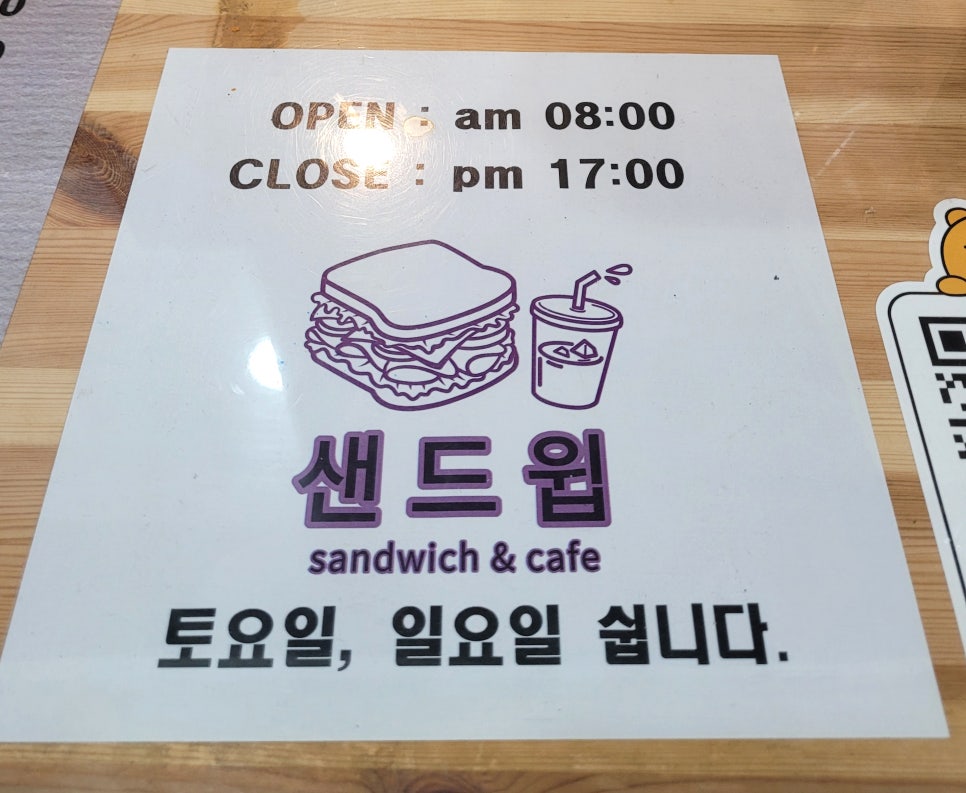 OPEN : am 08:00
CLOSE : pm 17:00
샌드웝
sandwich & cafe
토요일, 일요일 쉽니다.